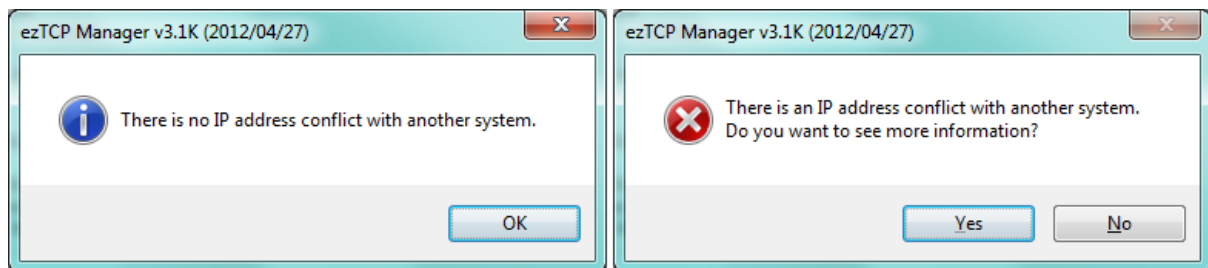 ezTCP Manager v3.1K (2012/04/27)
There is no IP address conflict with another system.
OK
ezTCP Manager v3.1K (2012/04/27)
There is an IP address conflict with another system.
Do you want to see more information?
Yes
No